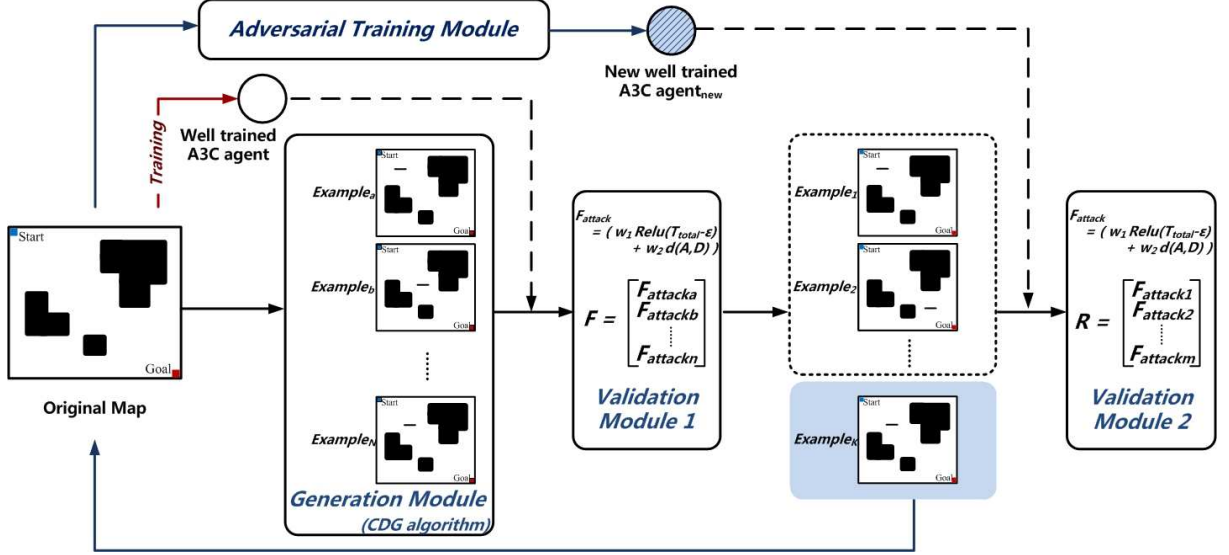 Adversarial Training Module
New well trained
A3C agent_new
Training
Well trained
A3C agent
Start
Goal
Original Map
Example_a
Start
Goal
Example_b
Start
Goal
Example_N
Start
Goal
Generation Module
(CDG algorithm)
F_attack
= ( w_1 Relu(T_total-ε)
+ w_2 d(A,D) )
F =
F_attacka
F_attackb
F_attackn
Validation
Module 1
Example_1
Start
Goal
Example_2
Start
Goal
Example_K
Start
Goal
F_attack
= ( w_1 Relu(T_total-ε)
+ w_2 d(A,D) )
R =
F_attack1
F_attack2
F_attackm
Validation
Module 2